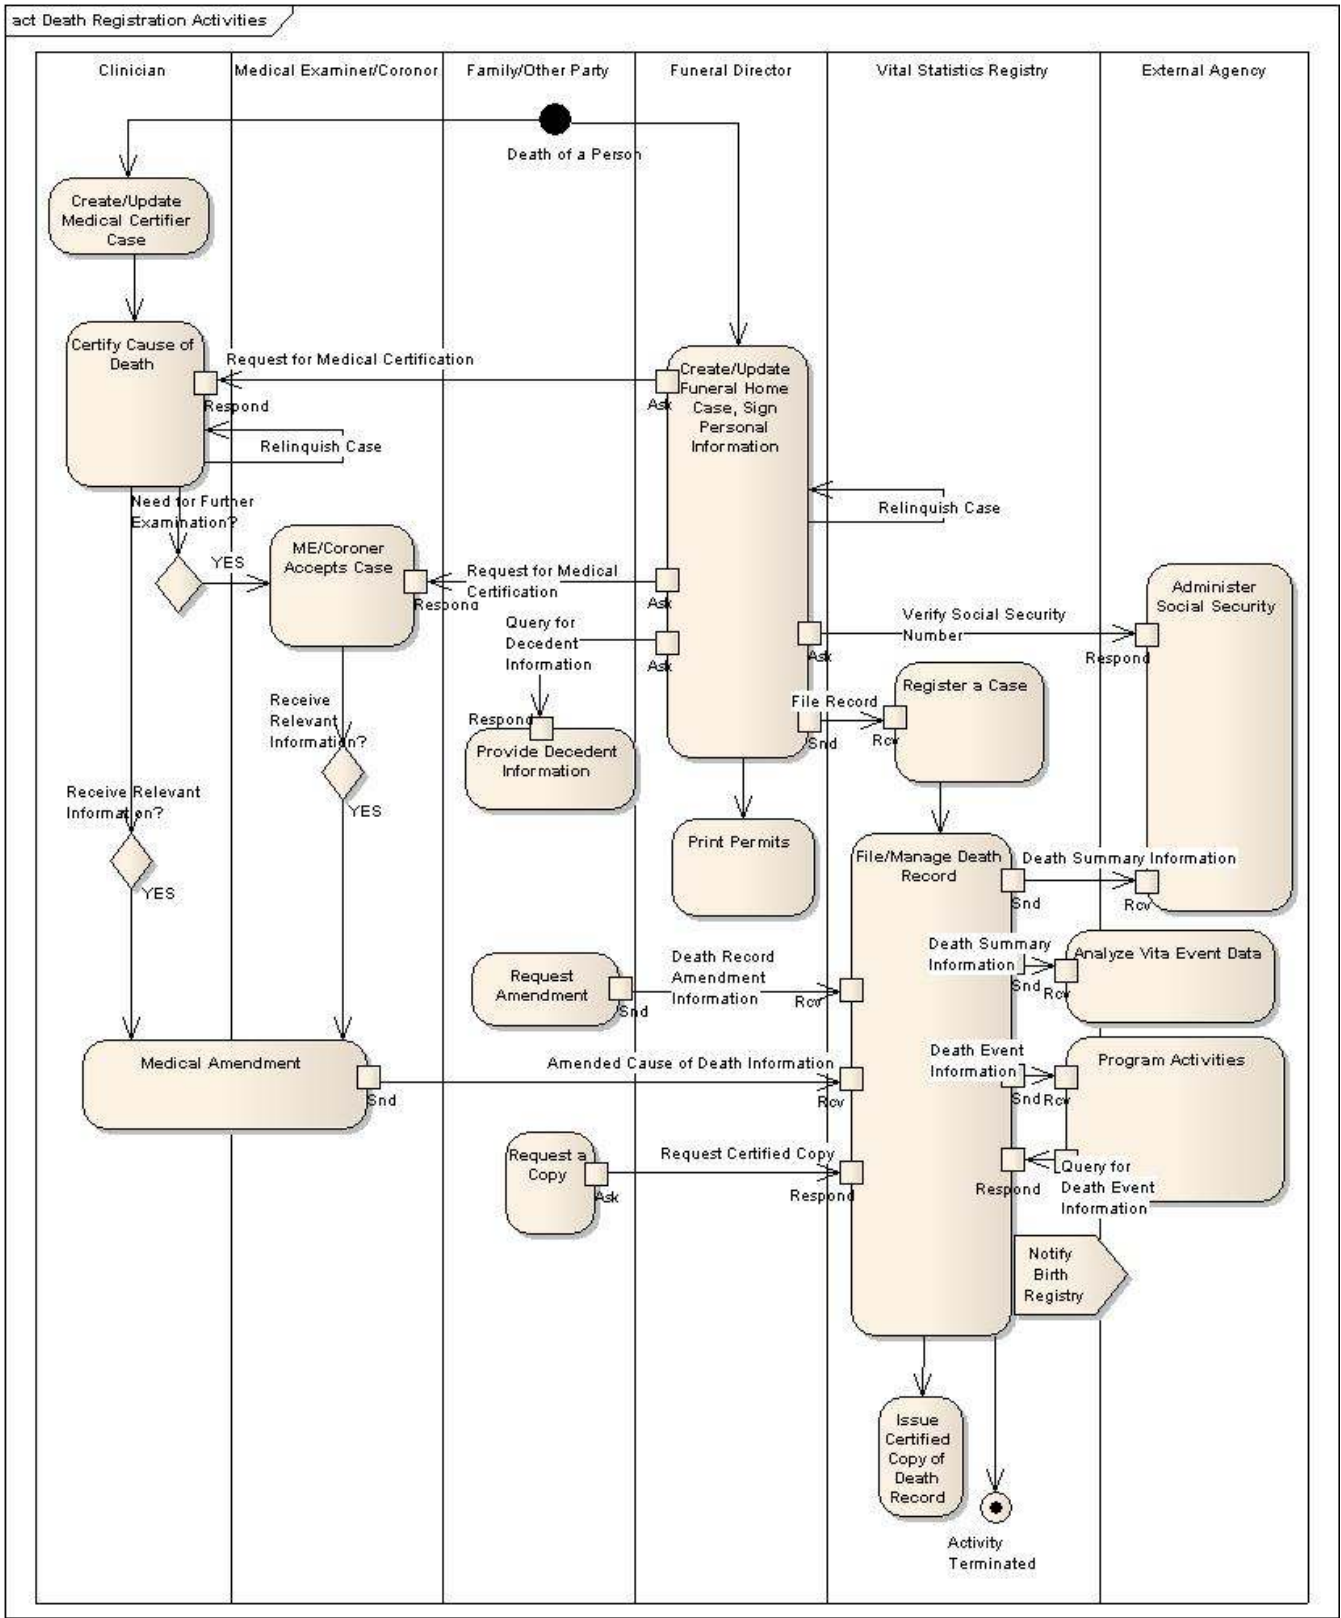 act Death Registration Activities
Clinician
Medical Examiner/Coronor
Family/Other Party
Funeral Director
Vital Statistics Registry
External Agency
Death of a Person
Create/Update
Medical Certifier
Case
Certify Cause of
Death
Request for Medical Certification
Respond
Ask
Create/Update
Funeral Home
Case, Sign
Personal
Information
Relinquish Case
Relinquish Case
Need for Further
Examination?
YES
ME/Coroner
Accepts Case
Respond
Request for Medical
Certification
Ask
Query for
Decedent
Information
Ask
Ask
Verify Social Security
Number
Respond
Administer
Social Security
Register a Case
File Record
Snd
Rcv
Receive
Relevant
Information?
YES
Respond
Provide Decedent
Information
Receive Relevant
Information?
YES
Print Permits
File/Manage Death
Record
Death Summary Information
Snd
Rcv
Death Summary
Information
Snd
Rcv
Analyze Vita Event Data
Request
Amendment
Snd
Death Record
Amendment
Information
Rcv
Medical Amendment
Snd
Amended Cause of Death Information
Rcv
Death Event
Information
Snd
Rcv
Program Activities
Request a
Copy
Ask
Request Certified Copy
Respond
Respond
Query for
Death Event
Information
Notify
Birth
Registry
Issue
Certified
Copy of
Death
Record
Activity
Terminated